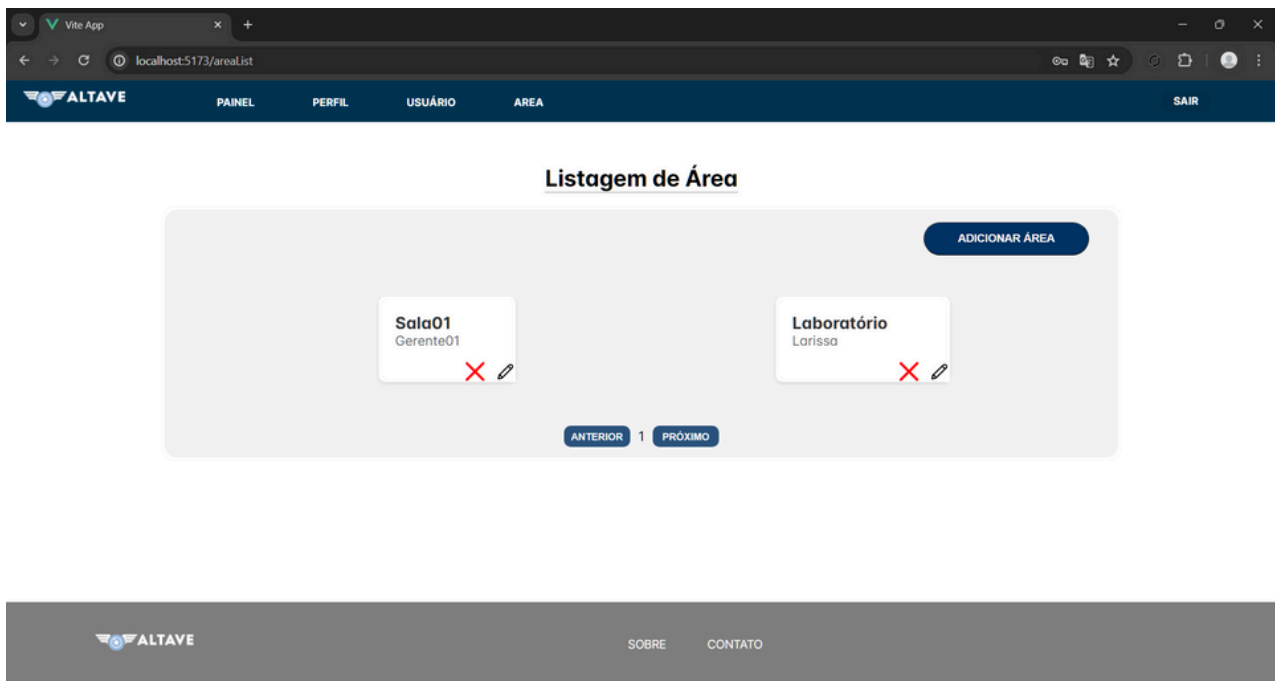 Vite App
localhost:5173/areaList
ALTAVE PAINEL PERFIL USUÁRIO AREA SAIR
Listagem de Área
ADICIONAR ÁREA
Sala01
Gerente01
Laboratório
Larissa
ANTERIOR 1 PRÓXIMO
ALTAVE SOBRE CONTATO